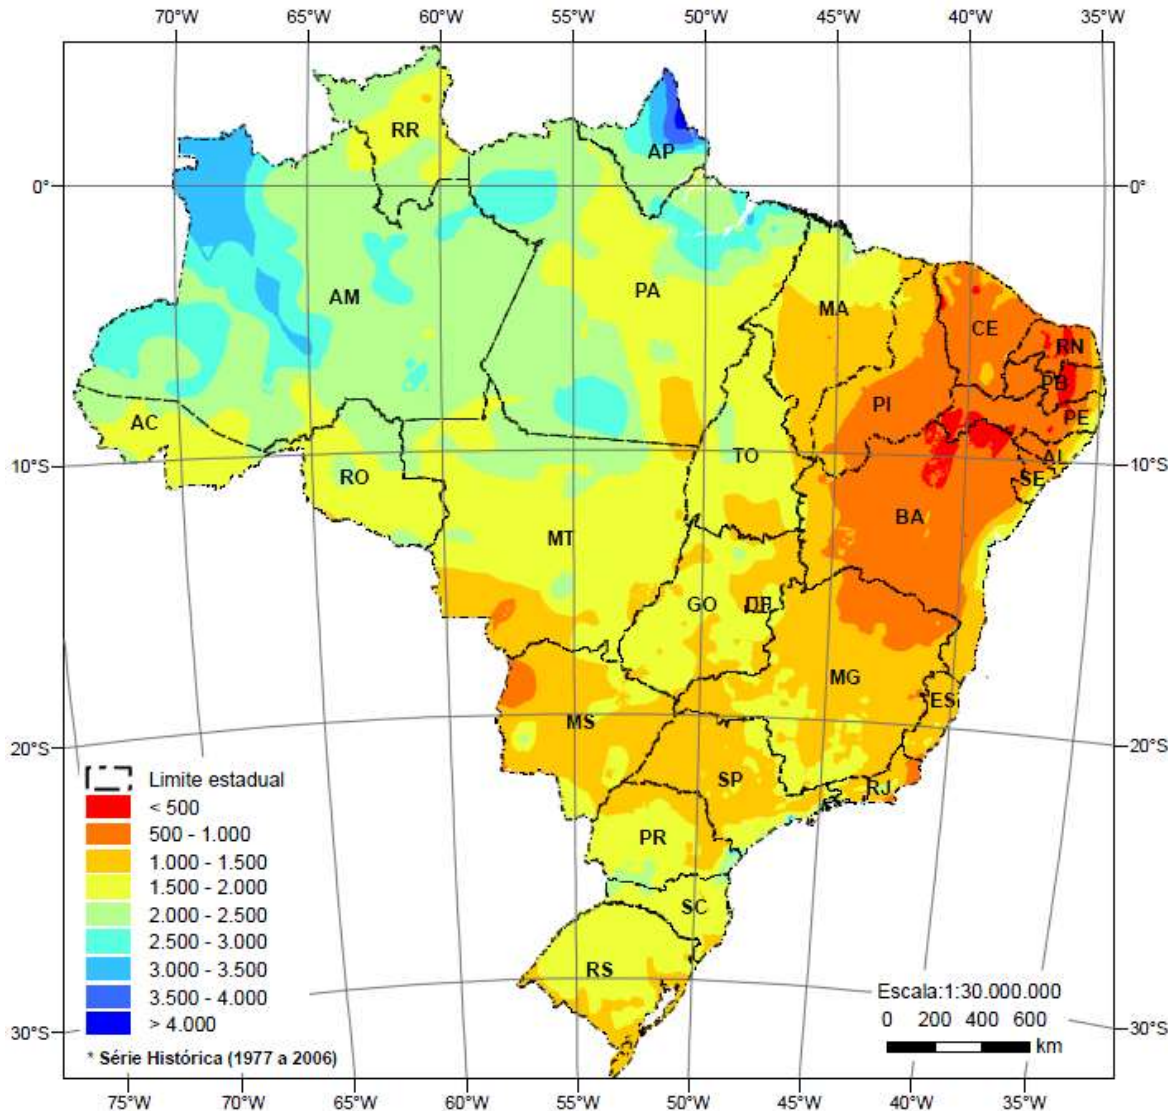 70°W 65°W 60°W 55°W 50°W 45°W 40°W 35°W
RR
AP
0° 0°
AM
PA
MA
CE
RN
PB
PI
PE
AC
TO
AL
10°S 10°S
RO
SE
BA
MT
GO
DF
MG
ES
MS
20°S 20°S
SP
RJ
PR
SC
RS
Limite estadual
< 500
500 - 1.000
1.000 - 1.500
1.500 - 2.000
2.000 - 2.500
2.500 - 3.000
3.000 - 3.500
3.500 - 4.000
> 4.000
* Série Histórica (1977 a 2006)
Escala:1:30.000.000
0 200 400 600
km
30°S 30°S
75°W 70°W 65°W 60°W 55°W 50°W 45°W 40°W 35°W